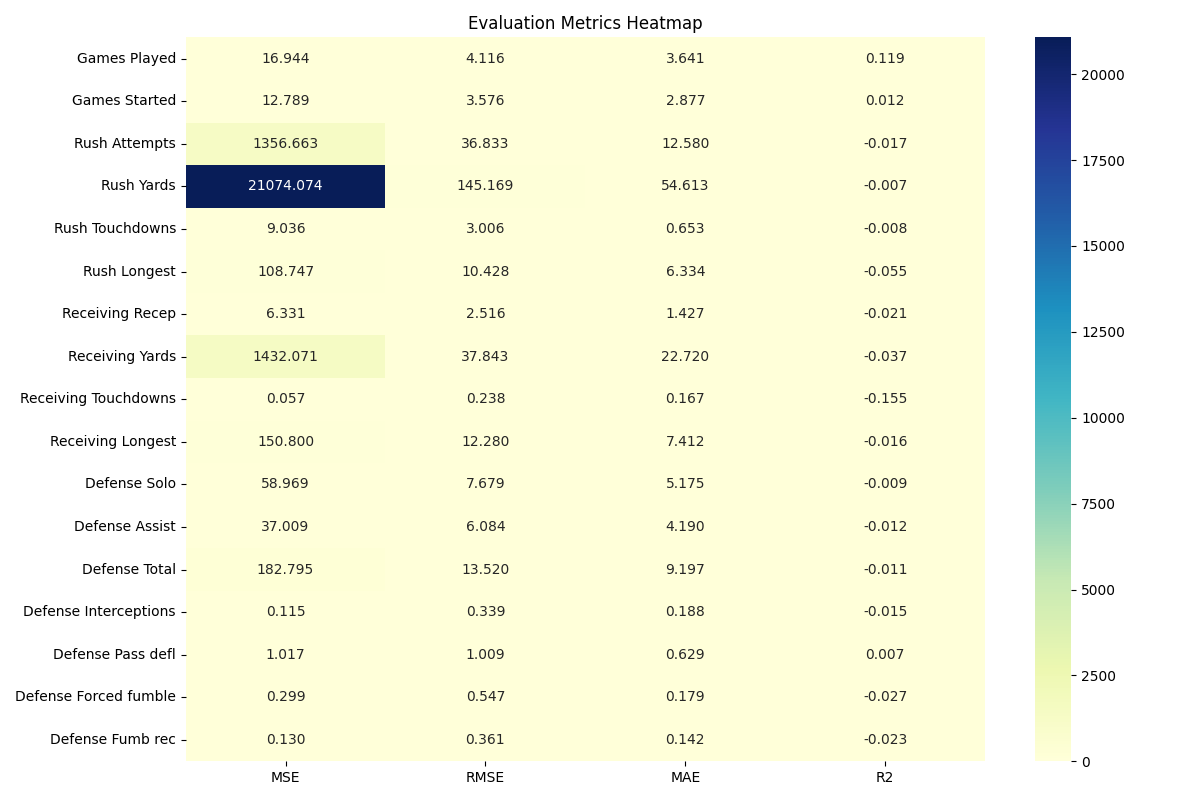 Evaluation Metrics Heatmap
Games Played 16.944 4.116 3.641 0.119
Games Started 12.789 3.576 2.877 0.012
Rush Attempts 1356.663 36.833 12.580 -0.017
Rush Yards 21074.074 145.169 54.613 -0.007
Rush Touchdowns 9.036 3.006 0.653 -0.008
Rush Longest 108.747 10.428 6.334 -0.055
Receiving Recep 6.331 2.516 1.427 -0.021
Receiving Yards 1432.071 37.843 22.720 -0.037
Receiving Touchdowns 0.057 0.238 0.167 -0.155
Receiving Longest 150.800 12.280 7.412 -0.016
Defense Solo 58.969 7.679 5.175 -0.009
Defense Assist 37.009 6.084 4.190 -0.012
Defense Total 182.795 13.520 9.197 -0.011
Defense Interceptions 0.115 0.339 0.188 -0.015
Defense Pass defl 1.017 1.009 0.629 0.007
Defense Forced fumble 0.299 0.547 0.179 -0.027
Defense Fumb rec 0.130 0.361 0.142 -0.023
MSE RMSE MAE R2
20000
17500
15000
12500
10000
7500
5000
2500
0